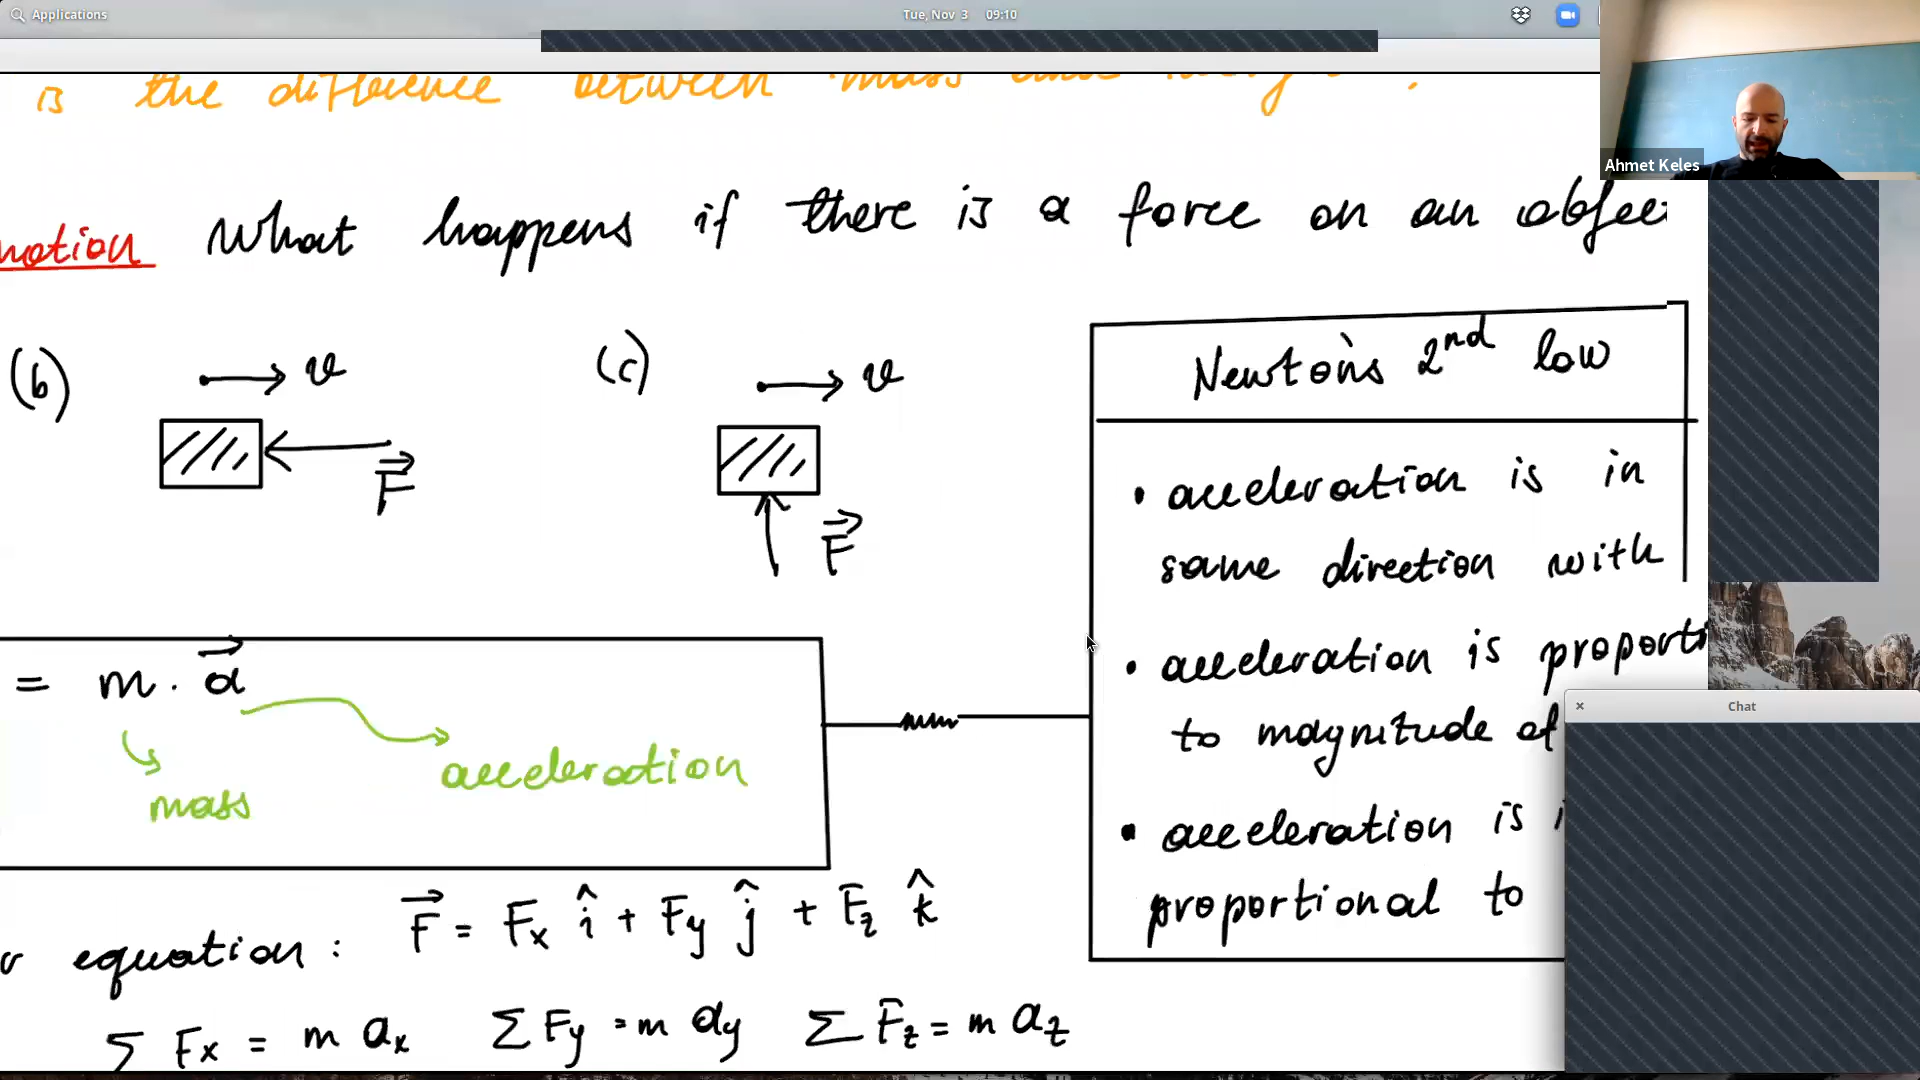 Applications
Tue, Nov 3 09:10
is the difference between mass
Ahmet Keles
motion What happens if there is a force on an objec
(b) v
F
(c) v
F
Newton's 2nd law
• acceleration is in
same direction with
• acceleration is proporti
to magnitude of
• acceleration is i
proportional to
= m . a
mass
acceleration
Chat
r equation : F = Fx î + Fy ĵ + Fz k̂
∑ Fx = m ax ∑ Fy = m ay ∑ Fz = m az